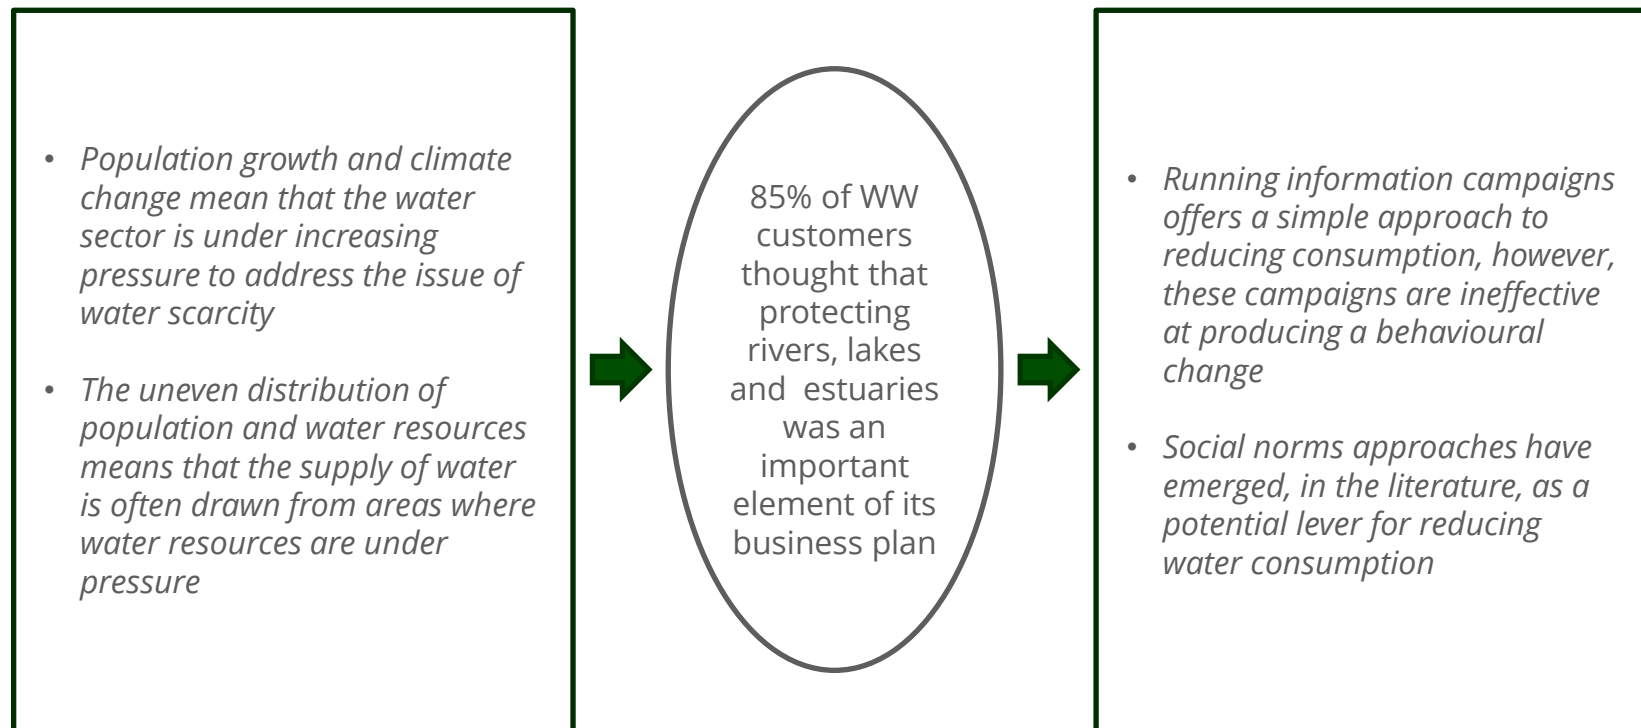 • Population growth and climate
change mean that the water
sector is under increasing
pressure to address the issue of
water scarcity
• The uneven distribution of
population and water resources
means that the supply of water
is often drawn from areas where
water resources are under
pressure
85% of WW
customers
thought that
protecting
rivers, lakes
and estuaries
was an
important
element of its
business plan
• Running information campaigns
offers a simple approach to
reducing consumption, however,
these campaigns are ineffective
at producing a behavioural
change
• Social norms approaches have
emerged, in the literature, as a
potential lever for reducing
water consumption